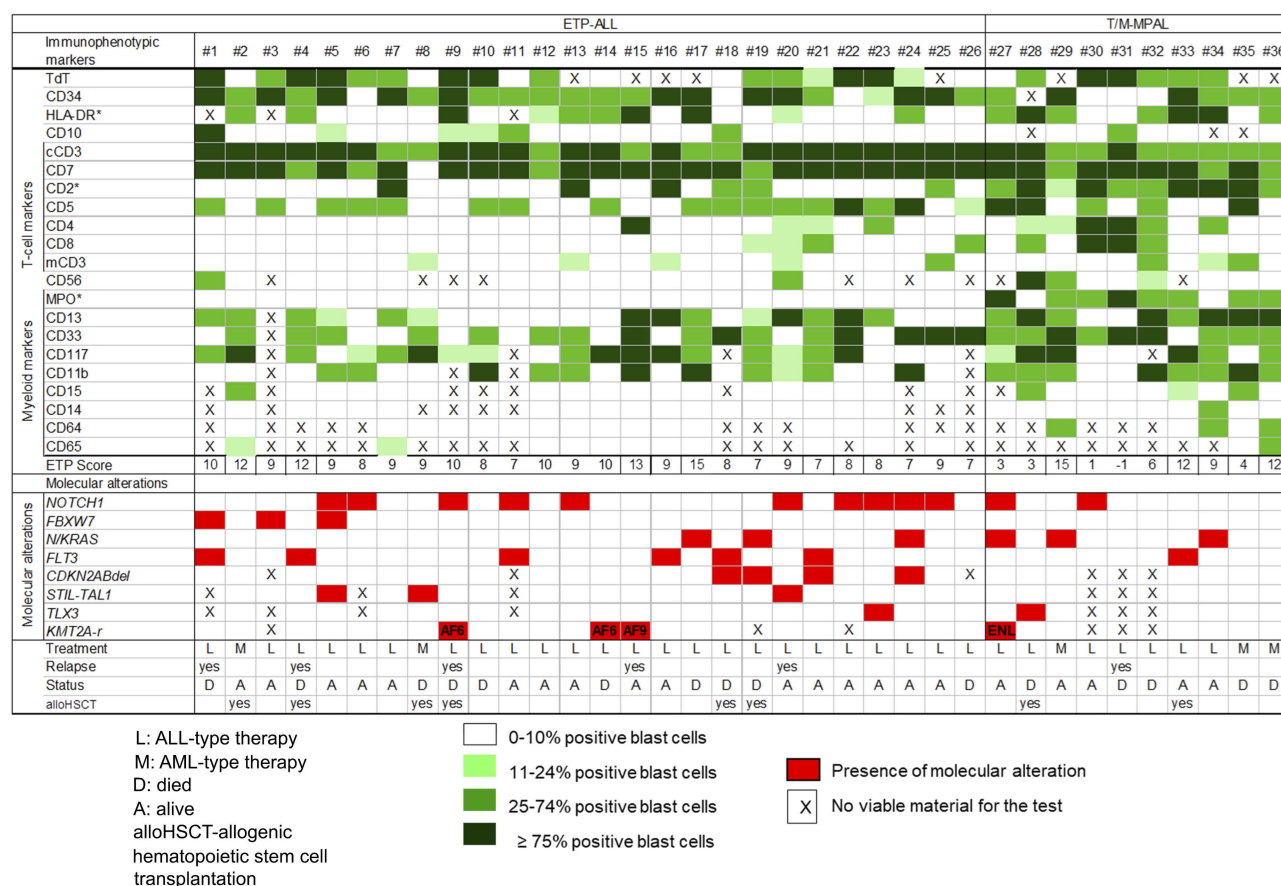 ETP-ALL T/M-MPAL
Immunophenotypic markers #1 #2 #3 #4 #5 #6 #7 #8 #9 #10 #11 #12 #13 #14 #15 #16 #17 #18 #19 #20 #21 #22 #23 #24 #25 #26 #27 #28 #29 #30 #31 #32 #33 #34 #35 #36
TdT X X X X X X X X
CD34 X
HLA-DR* X X X
CD10 X X X
T-cell markers
cCD3
CD7
CD2*
CD5
CD4
CD8
mCD3
CD56 X X X X X X X X X
Myeloid markers
MPO*
CD13 X
CD33 X
CD117 X X X X X
CD11b X X X X
CD15 X X X X X X X X X
CD14 X X X X X X X X X
CD64 X X X X X X X X X X X X X X X X
CD65 X X X X X X X X X X X X X X X X X X X X X X X X
ETP Score 10 12 9 12 9 8 9 9 10 8 7 10 9 10 13 9 15 8 7 9 7 8 8 7 9 7 3 3 15 1 -1 6 12 9 4 12
Molecular alterations
Molecular alterations
NOTCH1
FBXW7
N/KRAS
FLT3
CDKN2ABdel X X X X X X
STIL-TAL1 X X X X X X
TLX3 X X X X X X X
KMT2A-r X AF6 AF6 AF9 X X ENL X X X
Treatment L M L L L L L M L L L L L L L L L L L L L L L L L L L L M L L L L L M M
Relapse yes yes yes yes yes yes
Status D A A D A A A D D D A A A D A A D D A A A A A A A D A D A A D D A A D D
alloHSCT yes yes yes yes yes yes yes yes
L: ALL-type therapy
M: AML-type therapy
D: died
A: alive
alloHSCT-allogenic
hematopoietic stem cell
transplantation
0-10% positive blast cells
11-24% positive blast cells
25-74% positive blast cells
≥ 75% positive blast cells
Presence of molecular alteration
X No viable material for the test